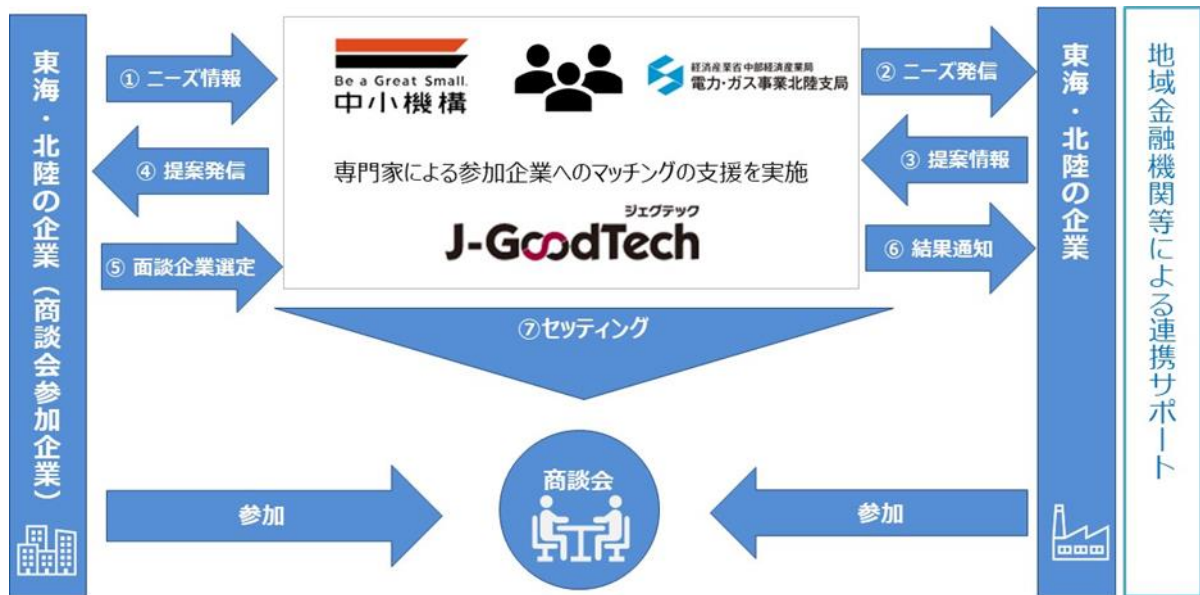 東海・北陸の企業（商談会参加企業）
① ニーズ情報
④ 提案発信
⑤ 面談企業選定
Be a Great Small.
中小機構
経済産業省 中部経済産業局
電力・ガス事業北陸支局
専門家による参加企業へのマッチングの支援を実施
ジェグテック
J-GoodTech
② ニーズ発信
③ 提案情報
⑥ 結果通知
東海・北陸の企業
地域金融機関等による連携サポート
⑦セッティング
参加
商談会
参加